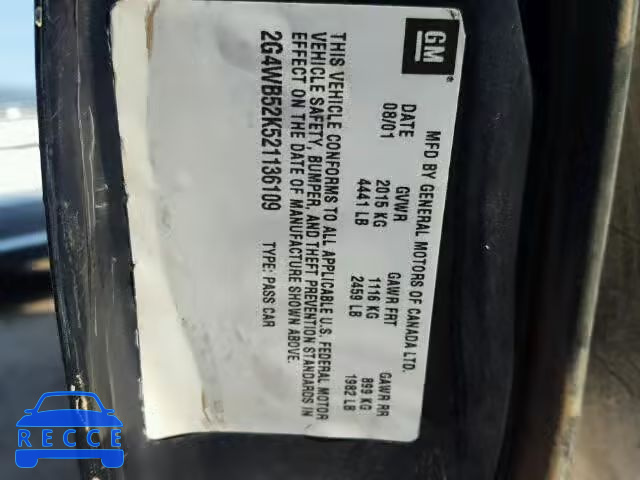 GM
MFD BY GENERAL MOTORS OF CANADA LTD.
DATE GVWR GAWR FRT GAWR RR
08/01 2015 KG 1116 KG 899 KG
4441 LB 2459 LB 1982 LB
THIS VEHICLE CONFORMS TO ALL APPLICABLE U.S. FEDERAL MOTOR
VEHICLE SAFETY, BUMPER, AND THEFT PREVENTION STANDARDS IN
EFFECT ON THE DATE OF MANUFACTURE SHOWN ABOVE.
2G4WB52K521136109 TYPE: PASS CAR
RECCE